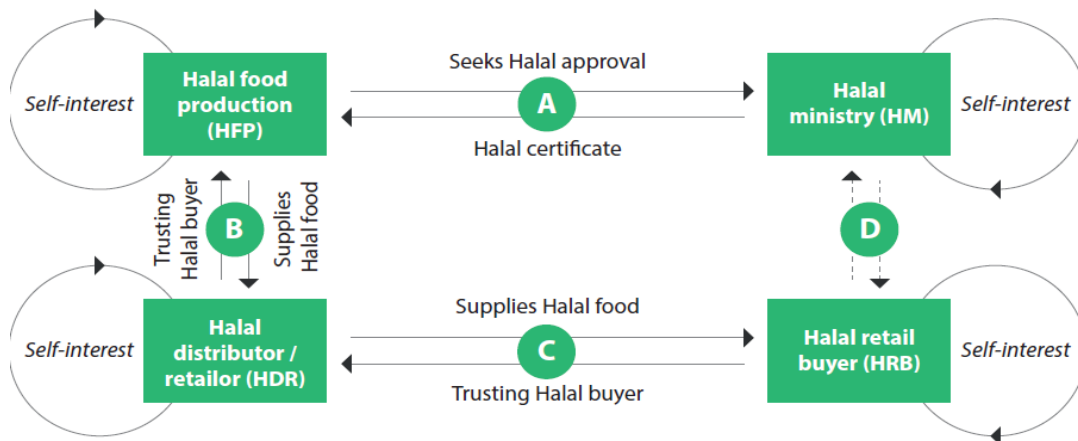 Self-interest
Halal food
production
(HFP)
Seeks Halal approval
A
Halal certificate
Halal
ministry (HM)
Self-interest
Trusting
Halal buyer
B
Supplies
Halal food
D
Self-interest
Halal
distributor /
retailor (HDR)
Supplies Halal food
C
Trusting Halal buyer
Halal retail
buyer (HRB)
Self-interest